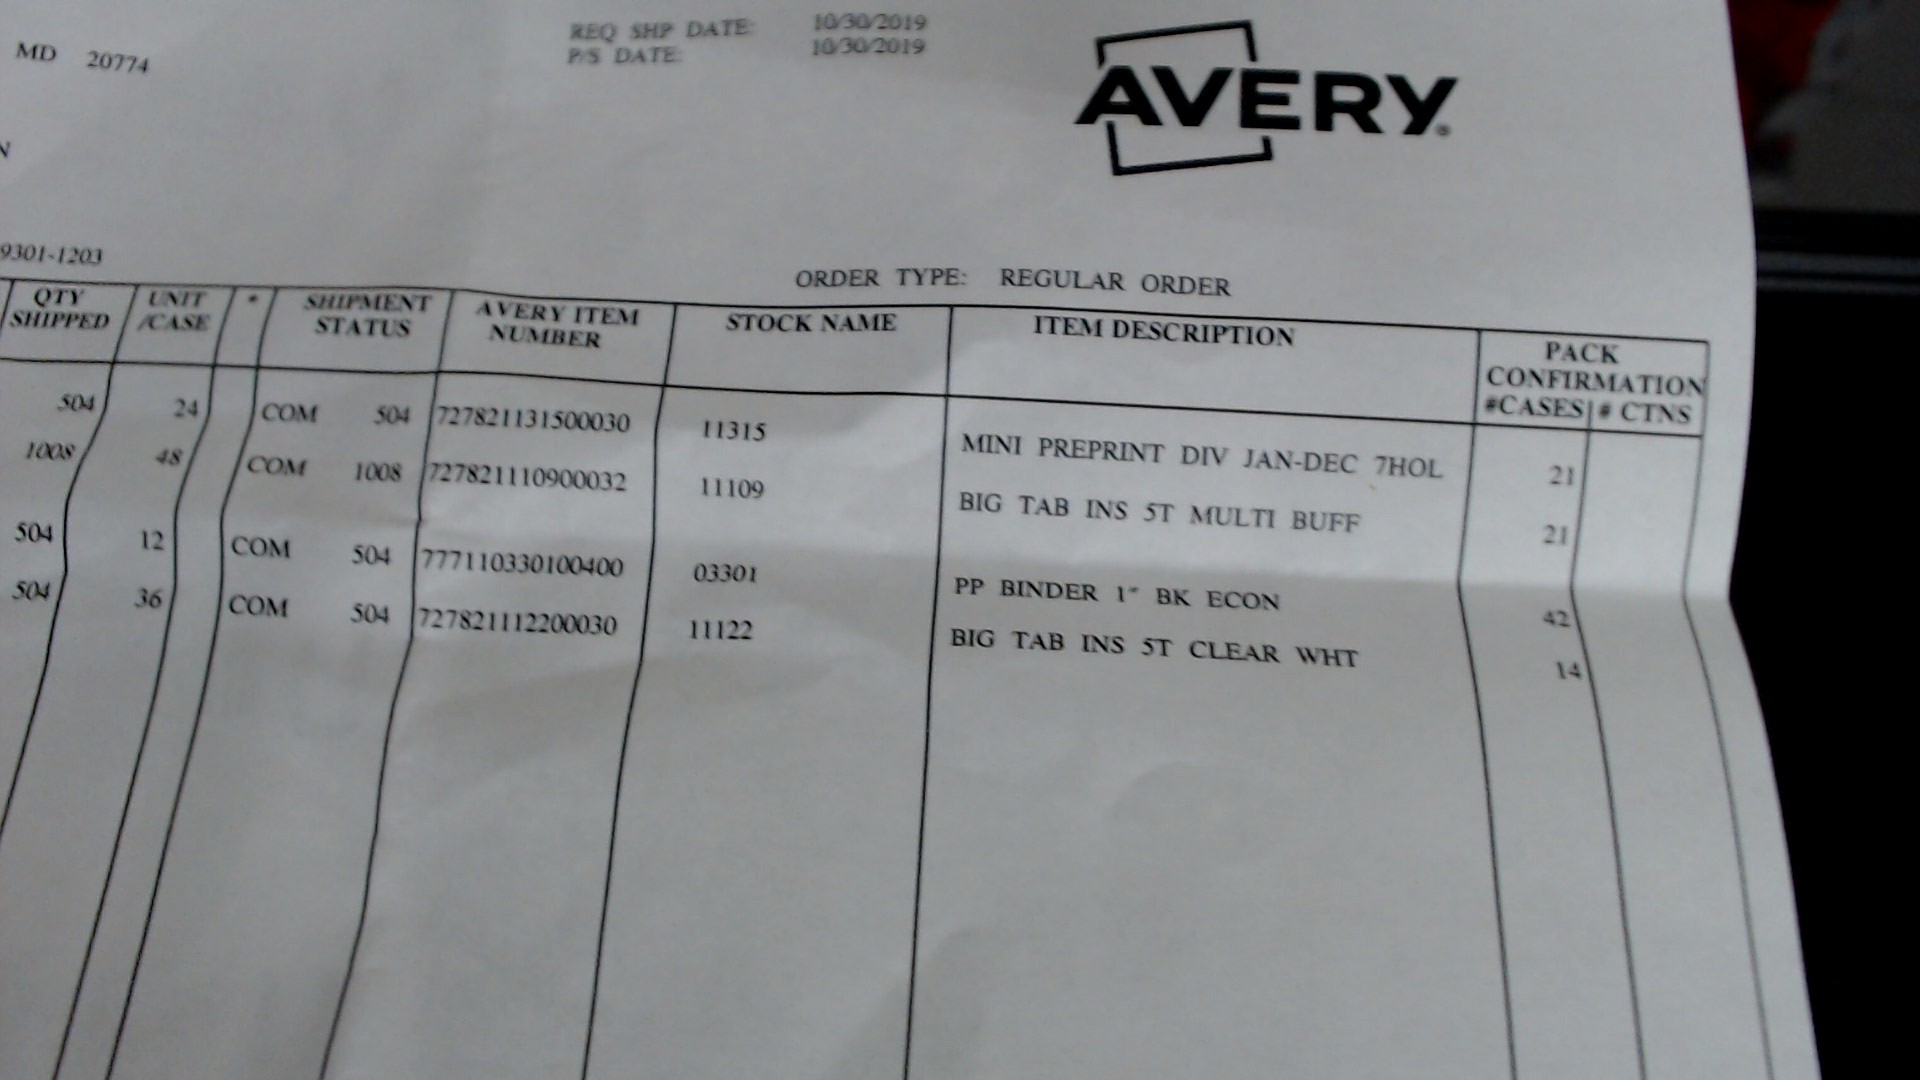 REQ SHP DATE: 10/30/2019
MD 20774
P/S DATE: 10/30/2019
AVERY®
N
9301-1203
ORDER TYPE: REGULAR ORDER
QTY SHIPPED UNIT /CASE * SHIPMENT STATUS AVERY ITEM NUMBER STOCK NAME ITEM DESCRIPTION PACK CONFIRMATION #CASES # CTNS
504 24 COM 504 727821131500030 11315 MINI PREPRINT DIV JAN-DEC 7HOL 21
1008 48 COM 1008 727821110900032 11109 BIG TAB INS 5T MULTI BUFF 21
504 12 COM 504 777110330100400 03301 PP BINDER 1" BK ECON 42
504 36 COM 504 727821112200030 11122 BIG TAB INS 5T CLEAR WHT 14